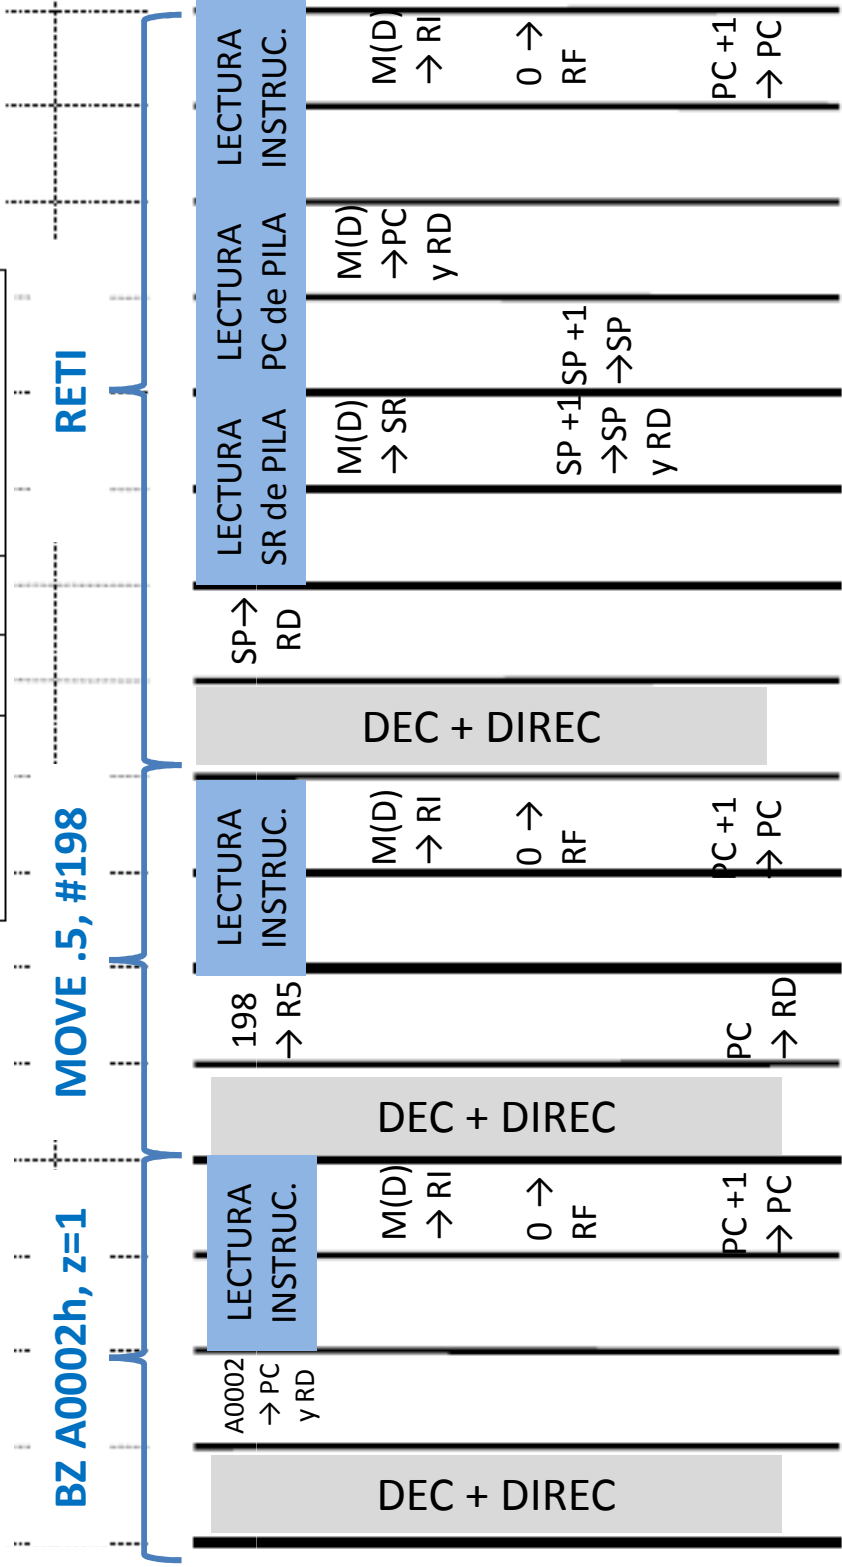 BZ A0002h, z=1
DEC + DIREC
A0002
→ PC
y RD
LECTURA
INSTRUC.
M(D)
→ RI
0 →
RF
PC +1
→ PC
MOVE .5, #198
DEC + DIREC
198
→ R5
PC
→ RD
LECTURA
INSTRUC.
M(D)
→ RI
0 →
RF
PC +1
→ PC
RETI
DEC + DIREC
SP→
RD
LECTURA
SR de PILA
M(D)
→ SR
SP +1
→SP
y RD
LECTURA
PC de PILA
SP +1
→SP
M(D)
→PC
y RD
LECTURA
INSTRUC.
M(D)
→ RI
0 →
RF
PC +1
→ PC